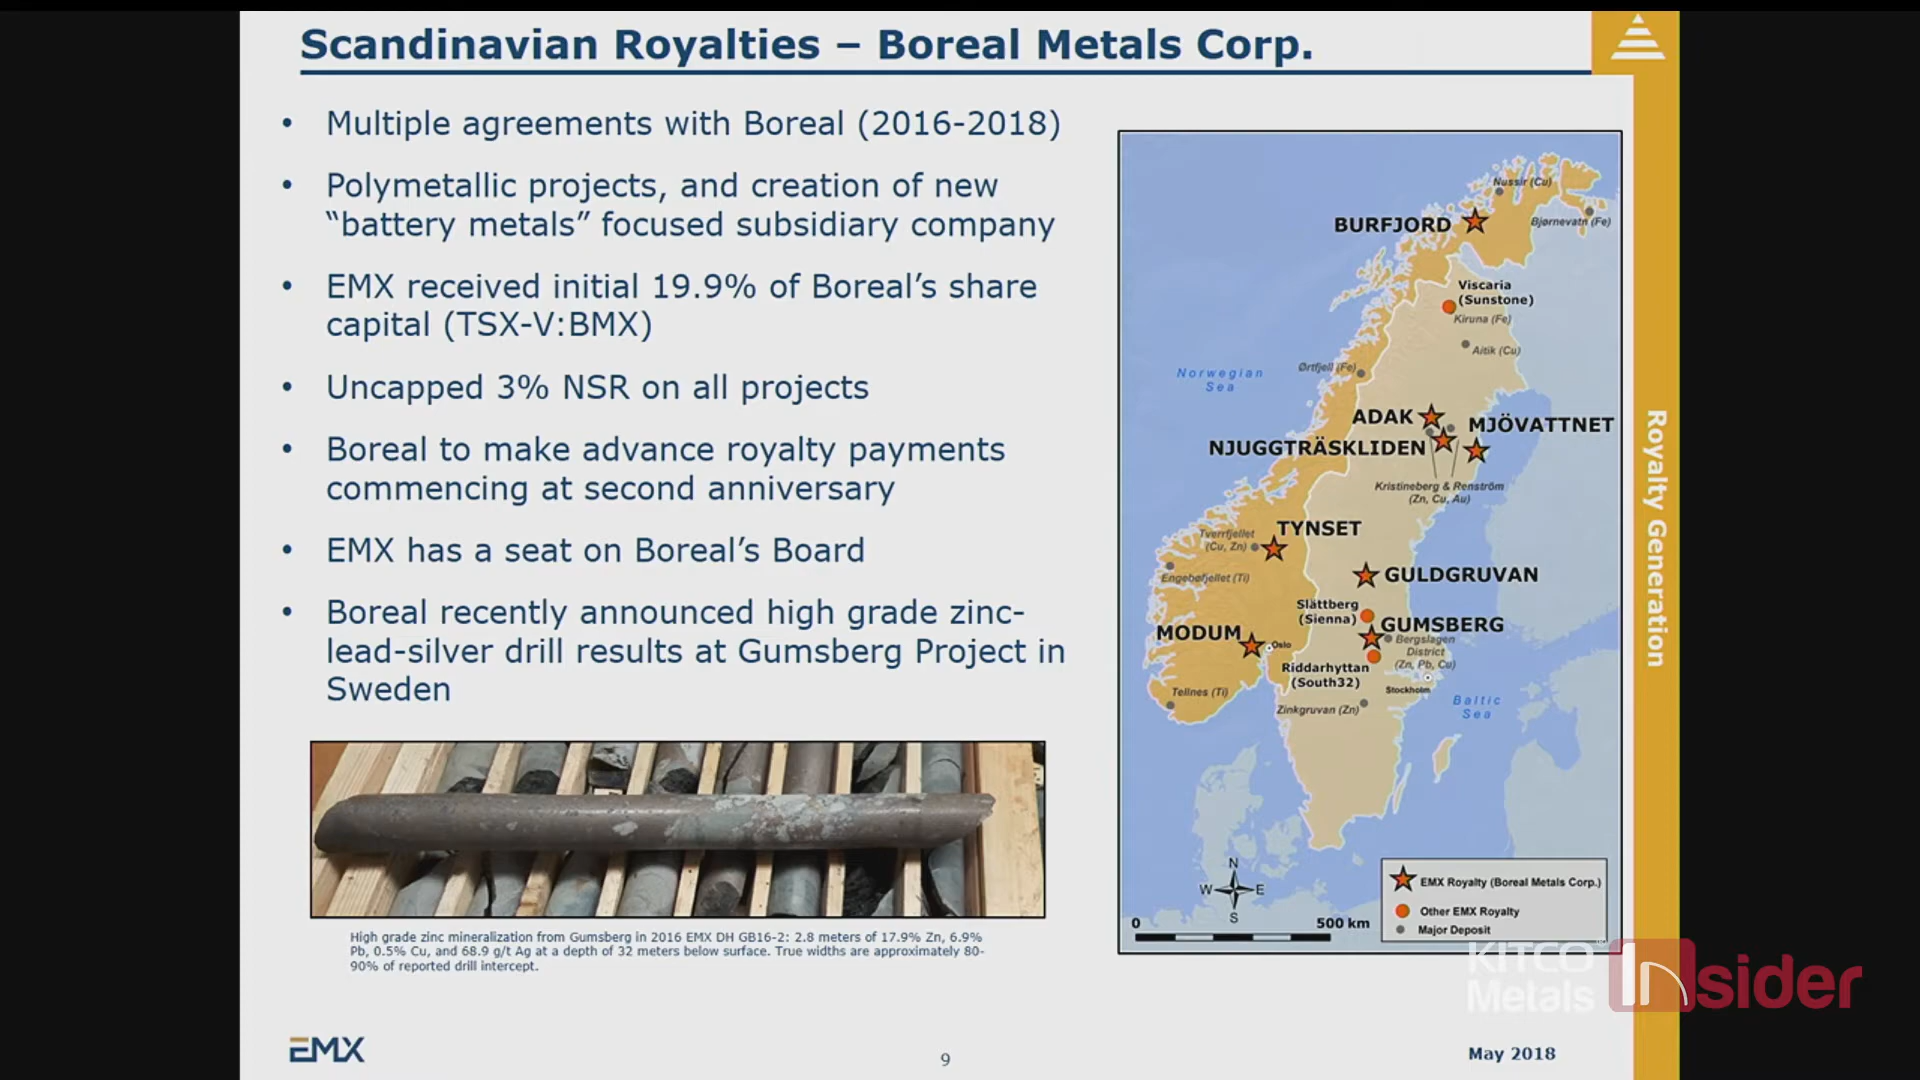 Scandinavian Royalties – Boreal Metals Corp.
• Multiple agreements with Boreal (2016-2018)
• Polymetallic projects, and creation of new
“battery metals” focused subsidiary company
• EMX received initial 19.9% of Boreal’s share
capital (TSX-V:BMX)
• Uncapped 3% NSR on all projects
• Boreal to make advance royalty payments
commencing at second anniversary
• EMX has a seat on Boreal’s Board
• Boreal recently announced high grade zinc-
lead-silver drill results at Gumsberg Project in
Sweden
High grade zinc mineralization from Gumsberg in 2016 EMX DH GB16-2: 2.8 meters of 17.9% Zn, 6.9%
Pb, 0.5% Cu, and 68.9 g/t Ag at a depth of 32 meters below surface. True widths are approximately 80-
90% of reported drill intercept.
Nussir (Cu)
BURFJORD
Bjørnevatn (Fe)
Viscaria
(Sunstone)
Kiruna (Fe)
Aitik (Cu)
Ørtfjell (Fe)
Norwegian
Sea
ADAK
MJÖVATTNET
NJUGGTRÄSKLIDEN
Kristineberg & Renström
(Zn, Cu, Au)
TYNSET
Tverrfjellet
(Cu, Zn)
Engebøfjellet (Ti)
GULDGRUVAN
Slättberg
(Sienna)
GUMSBERG
MODUM
Oslo
Bergslagen
District
(Zn, Pb, Cu)
Riddarhyttan
(South32)
Stockholm
Tellnes (Ti)
Zinkgruvan (Zn)
Baltic
Sea
N
W E
S
0 500 km
EMX Royalty (Boreal Metals Corp.)
Other EMX Royalty
Major Deposit
Royalty Generation
KITCO
Metals
Insider
EMX
9
May 2018